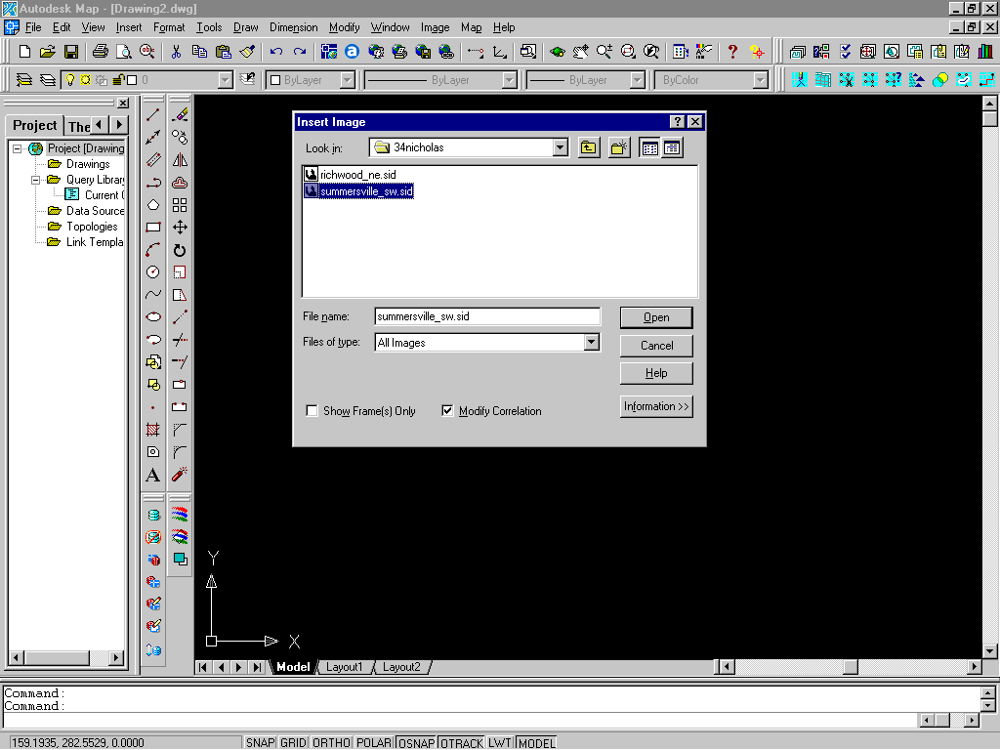 Autodesk Map - [Drawing2.dwg]
File Edit View Insert Format Tools Draw Dimension Modify Window Image Map Help
0 ByLayer ByLayer ByLayer ByColor
Project The
Project [Drawing
Drawings
Query Library
Current
Data Source
Topologies
Link Templa
Insert Image
Look in: 34nicholas
richwood_ne.sid
summersville_sw.sid
File name: summersville_sw.sid
Open
Files of type: All Images
Cancel
Help
Show Frame(s) Only Modify Correlation
Information >>
A
Y
X
Model Layout1 Layout2
Command:
Command:
159.1935, 282.5529, 0.0000 SNAP GRID ORTHO POLAR OSNAP OTRACK LWT MODEL